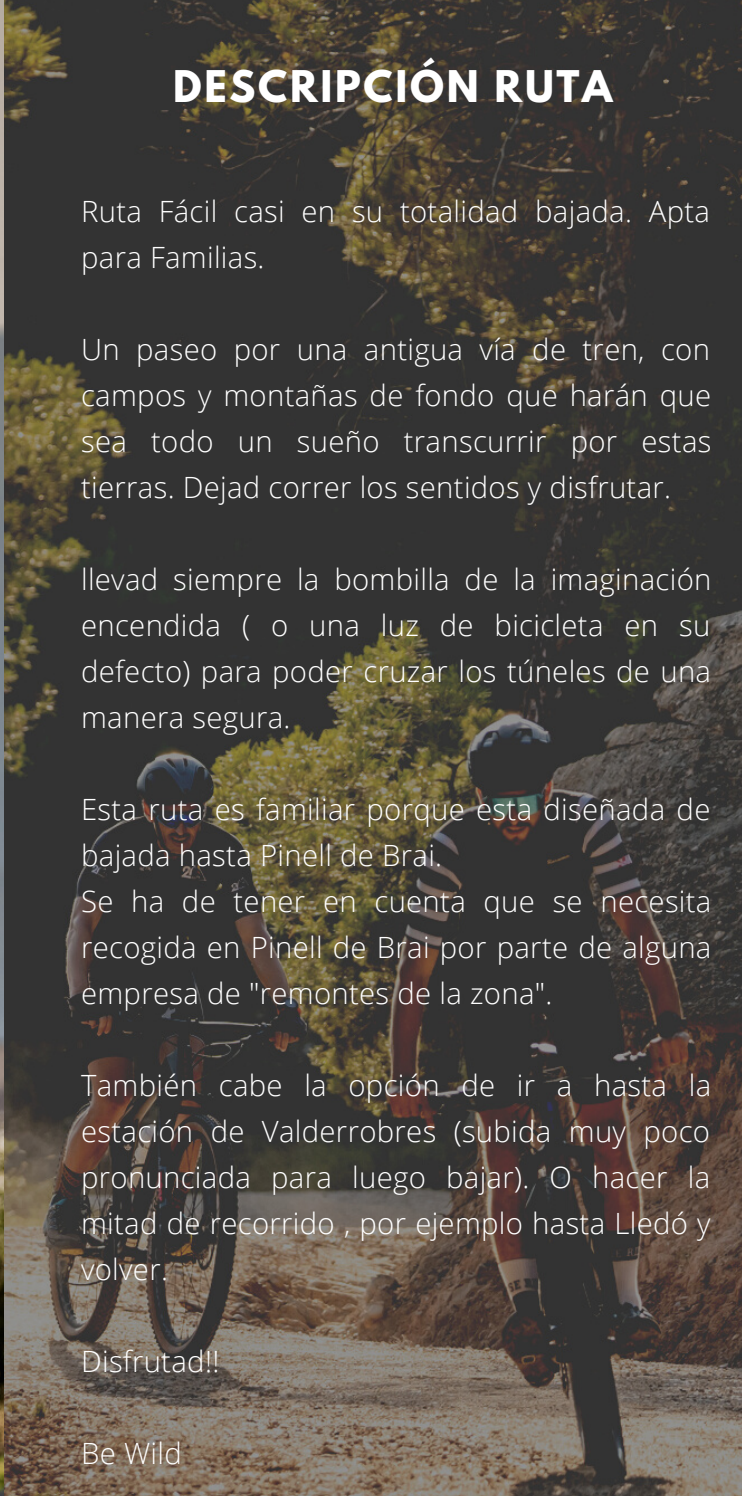 DESCRIPCIÓN RUTA
Ruta Fácil casi en su totalidad bajada. Apta
para Familias.
Un paseo por una antigua vía de tren, con
campos y montañas de fondo que harán que
sea todo un sueño transcurrir por estas
tierras. Dejad correr los sentidos y disfrutar.
llevad siempre la bombilla de la imaginación
encendida ( o una luz de bicicleta en su
defecto) para poder cruzar los túneles de una
manera segura.
Esta ruta es familiar porque esta diseñada de
bajada hasta Pinell de Brai.
Se ha de tener en cuenta que se necesita
recogida en Pinell de Brai por parte de alguna
empresa de "remontes de la zona".
También cabe la opción de ir a hasta la
estación de Valderrobres (subida muy poco
pronunciada para luego bajar). O hacer la
mitad de recorrido , por ejemplo hasta Lledó y
volver.
Disfrutad!!
Be Wild